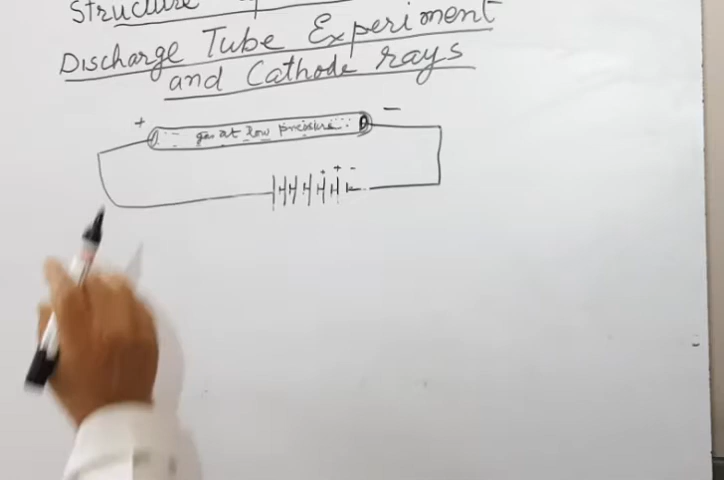 Structure
Discharge Tube Experiment
and Cathode rays
+ −
gas at low pressure
+ + -